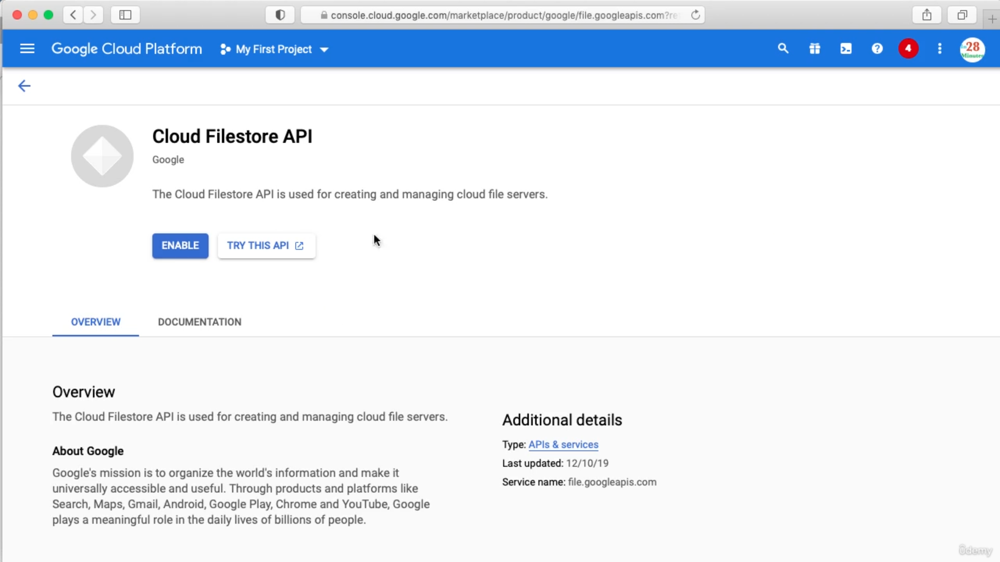 console.cloud.google.com/marketplace/product/google/file.googleapis.com?re
Google Cloud Platform
My First Project
4
in28
Minutes
Cloud Filestore API
Google
The Cloud Filestore API is used for creating and managing cloud file servers.
ENABLE
TRY THIS API
OVERVIEW
DOCUMENTATION
Overview
The Cloud Filestore API is used for creating and managing cloud file servers.
About Google
Google's mission is to organize the world's information and make it
universally accessible and useful. Through products and platforms like
Search, Maps, Gmail, Android, Google Play, Chrome and YouTube, Google
plays a meaningful role in the daily lives of billions of people.
Additional details
Type: APIs & services
Last updated: 12/10/19
Service name: file.googleapis.com
ûdemy